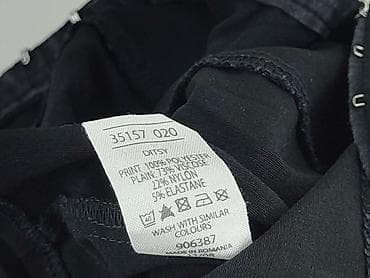 35157 020
DITSY
PRINT. 100% POLYESTER
PLAIN. 73% VISCOSE
22% NYLON
5% ELASTANE
40
WASH WITH SIMILAR
COLOURS
906387
MADE IN ROMANIA